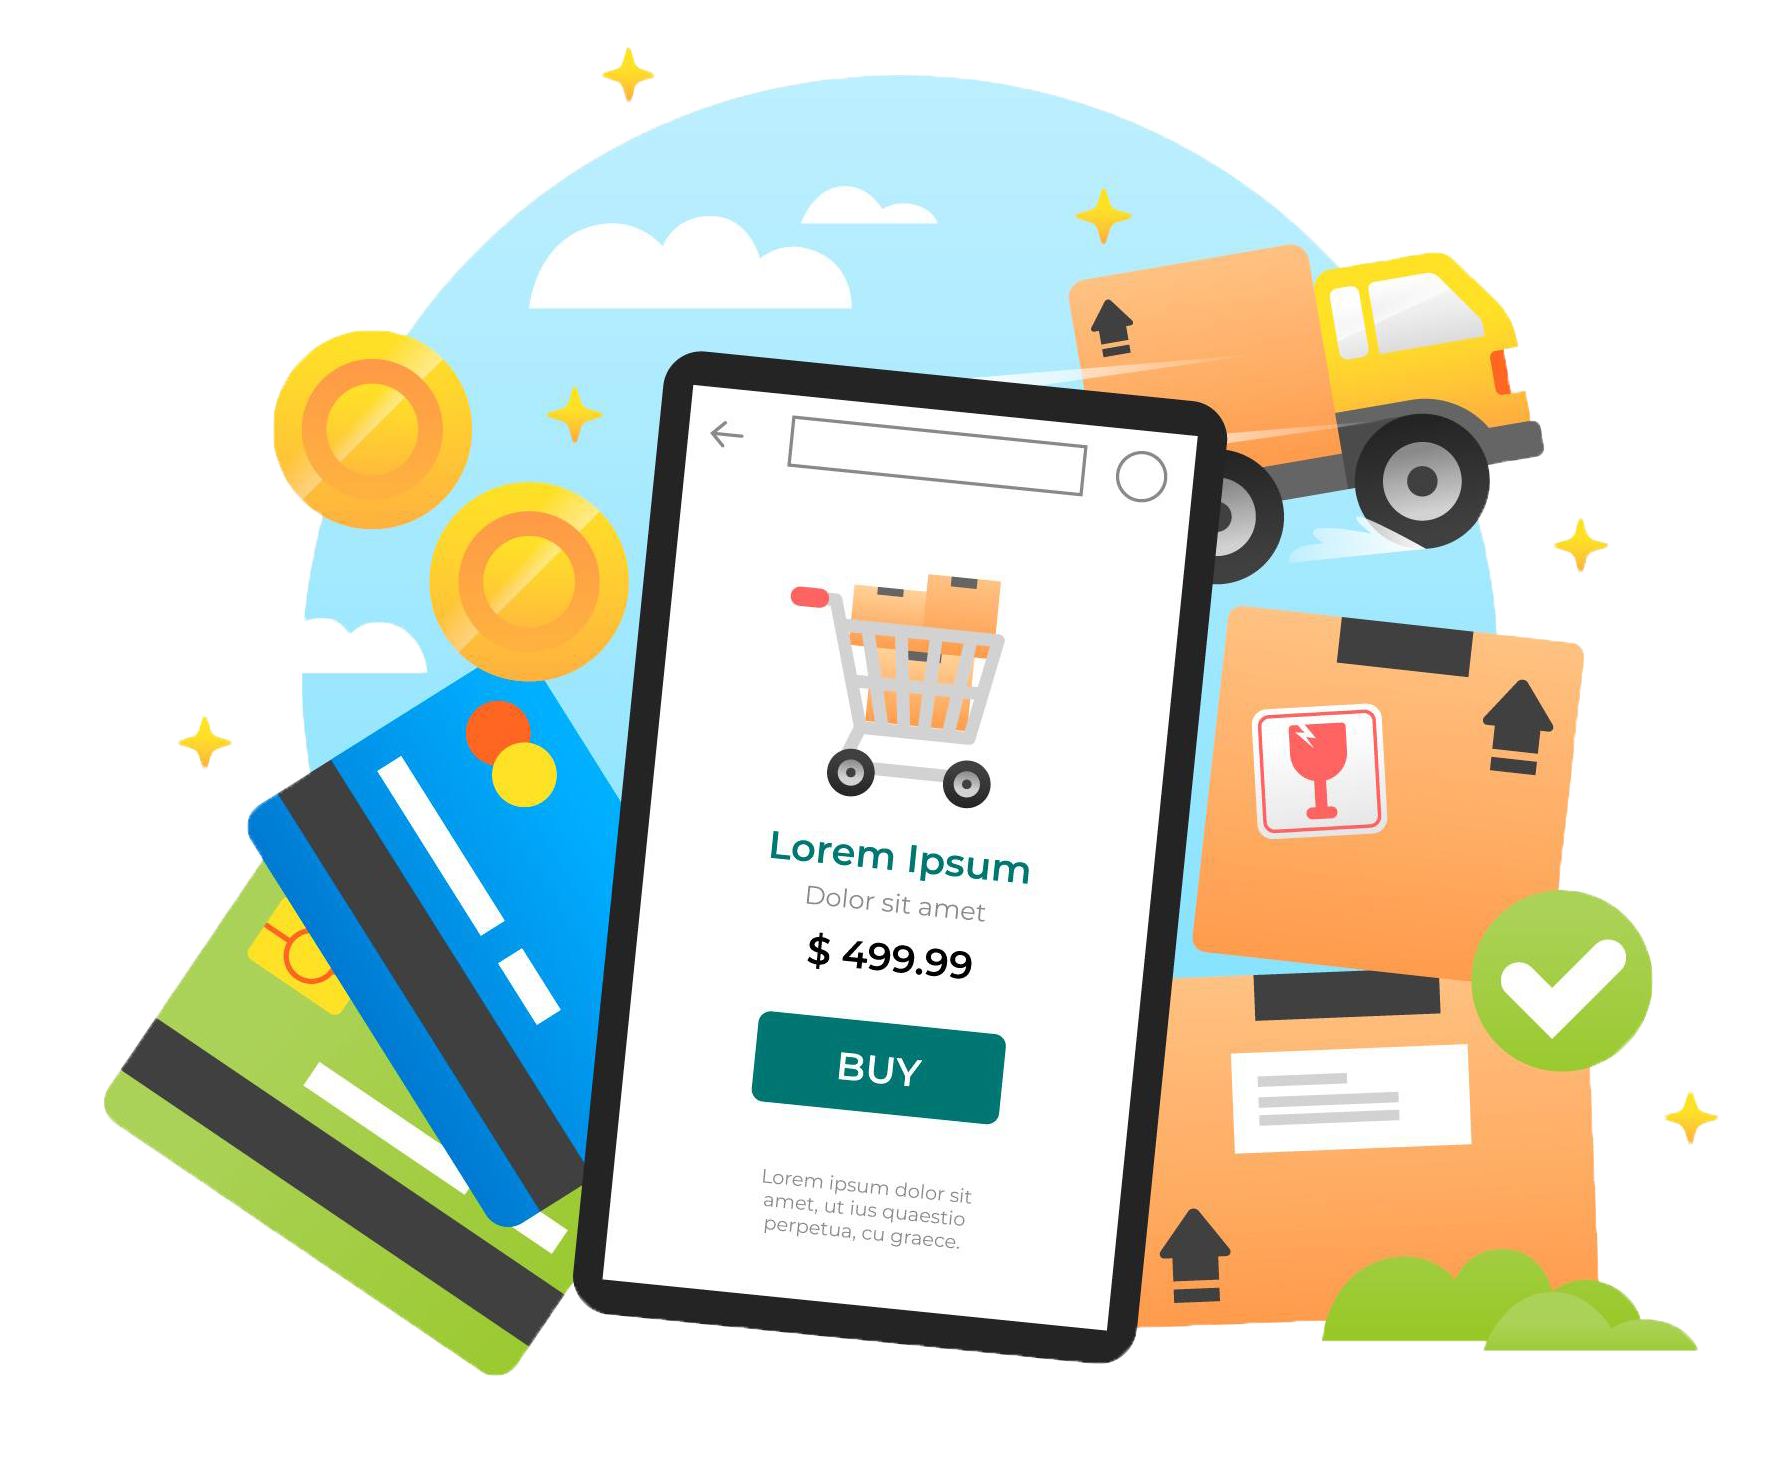 Lorem Ipsum
Dolor sit amet
$ 499.99
BUY
Lorem ipsum dolor sit
amet, ut ius quaestio
perpetua, cu graece.